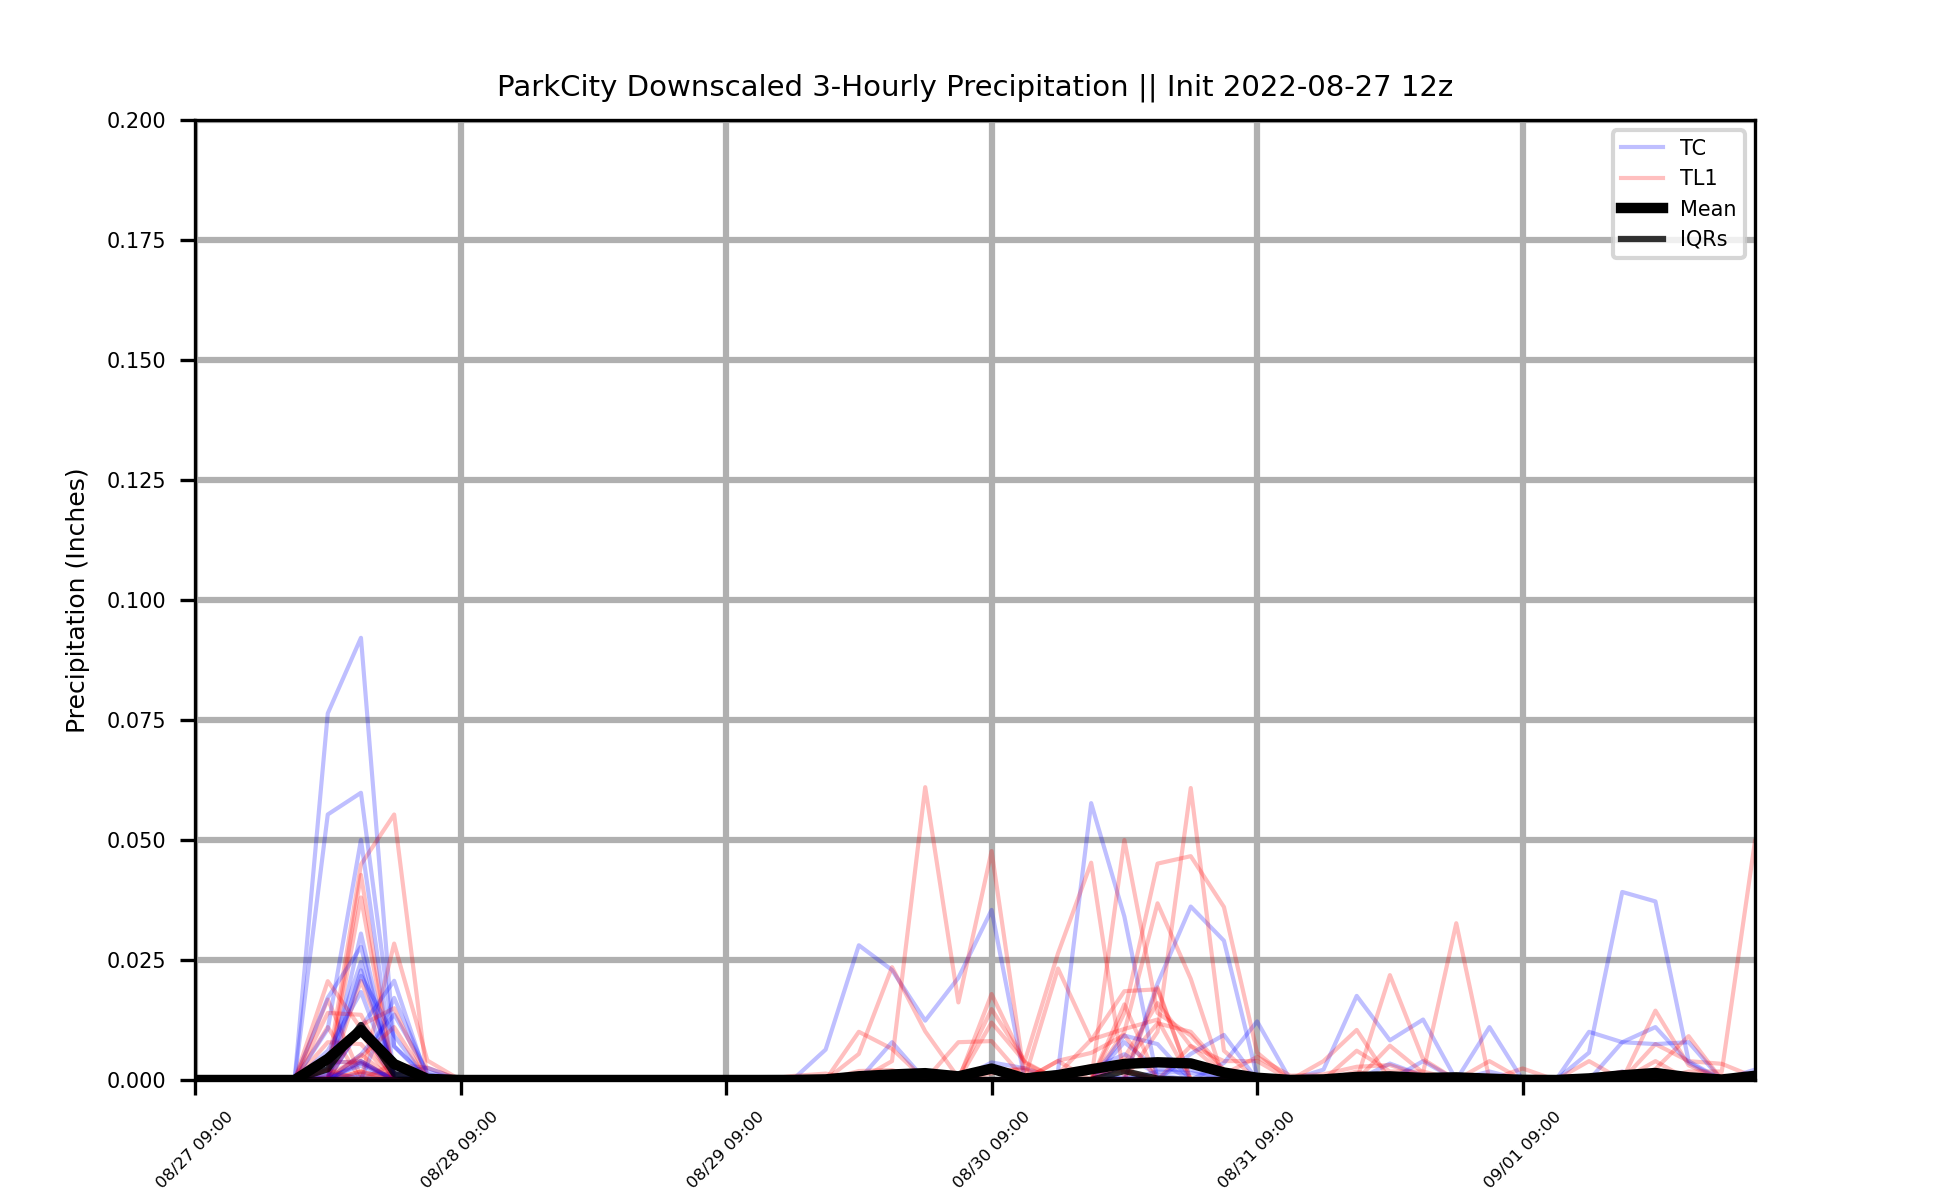 ParkCity Downscaled 3-Hourly Precipitation || Init 2022-08-27 12z
Precipitation (Inches)
0.200
0.175
0.150
0.125
0.100
0.075
0.050
0.025
0.000
TC
TL1
Mean
IQRs
08/27 09:00
08/28 09:00
08/29 09:00
08/30 09:00
08/31 09:00
09/01 09:00